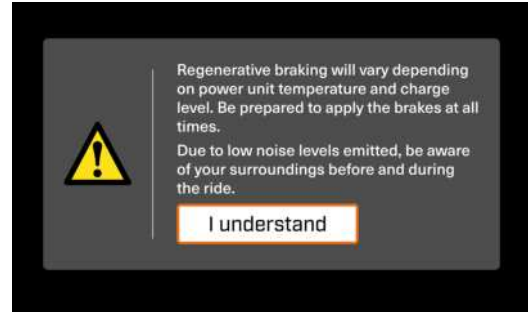 Regenerative braking will vary depending
on power unit temperature and charge
level. Be prepared to apply the brakes at all
times.
Due to low noise levels emitted, be aware
of your surroundings before and during
the ride.
I understand